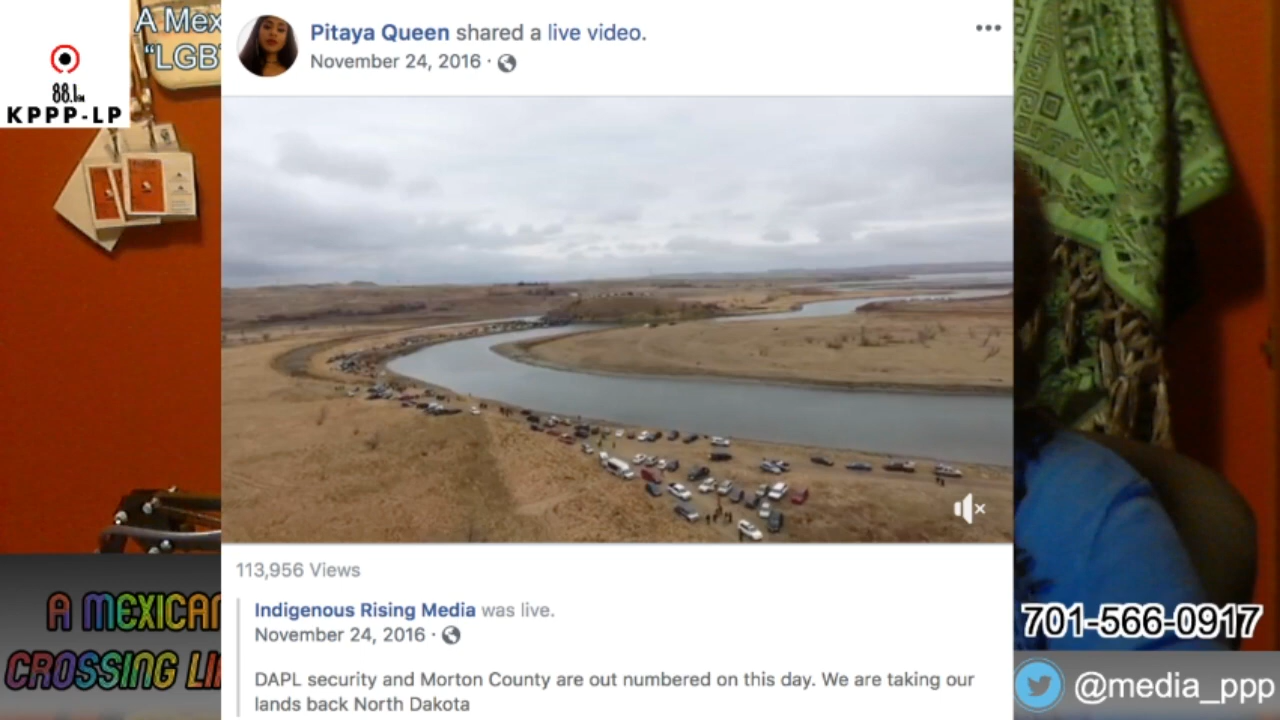 A Mex
"LGB
88.1 FM
KPPP-LP
Pitaya Queen shared a live video.
November 24, 2016
113,956 Views
Indigenous Rising Media was live.
November 24, 2016
DAPL security and Morton County are out numbered on this day. We are taking our
lands back North Dakota
A MEXICAN
CROSSING LI
701-566-0917
@media_ppp